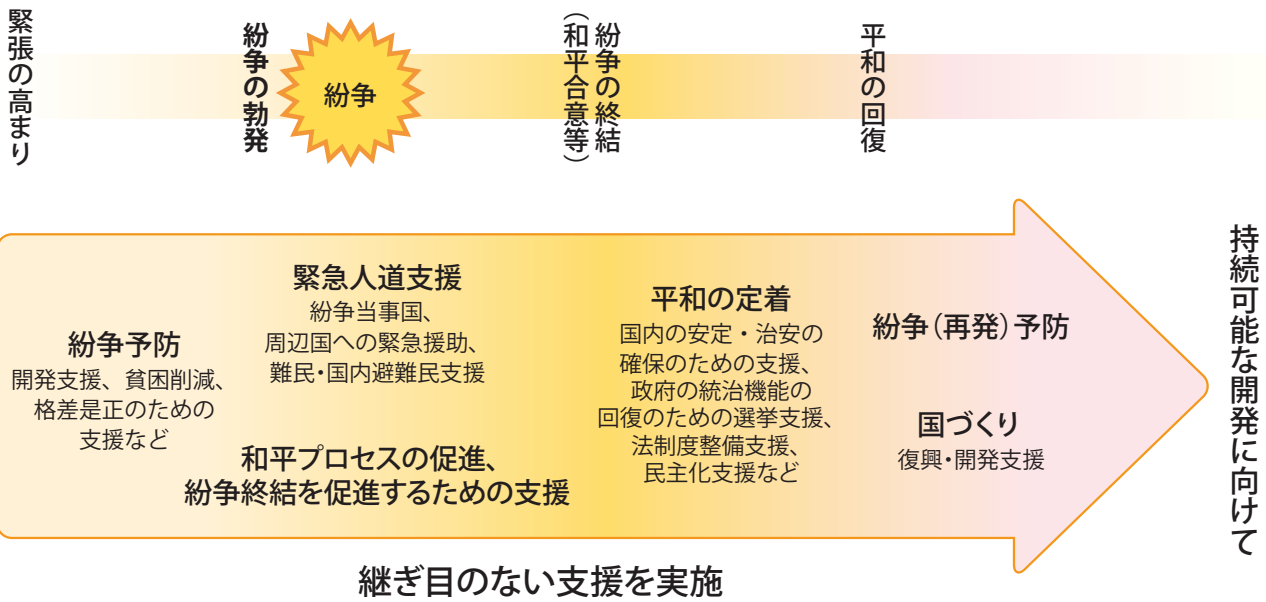 緊張の高まり
紛争の勃発
紛争
紛争の終結
（和平合意等）
平和の回復
紛争予防
開発支援、貧困削減、
格差是正のための
支援など
緊急人道支援
紛争当事国、
周辺国への緊急援助、
難民・国内避難民支援
和平プロセスの促進、
紛争終結を促進するための支援
平和の定着
国内の安定・治安の
確保のための支援、
政府の統治機能の
回復のための選挙支援、
法制度整備支援、
民主化支援など
紛争（再発）予防
国づくり
復興・開発支援
持続可能な開発に向けて
継ぎ目のない支援を実施